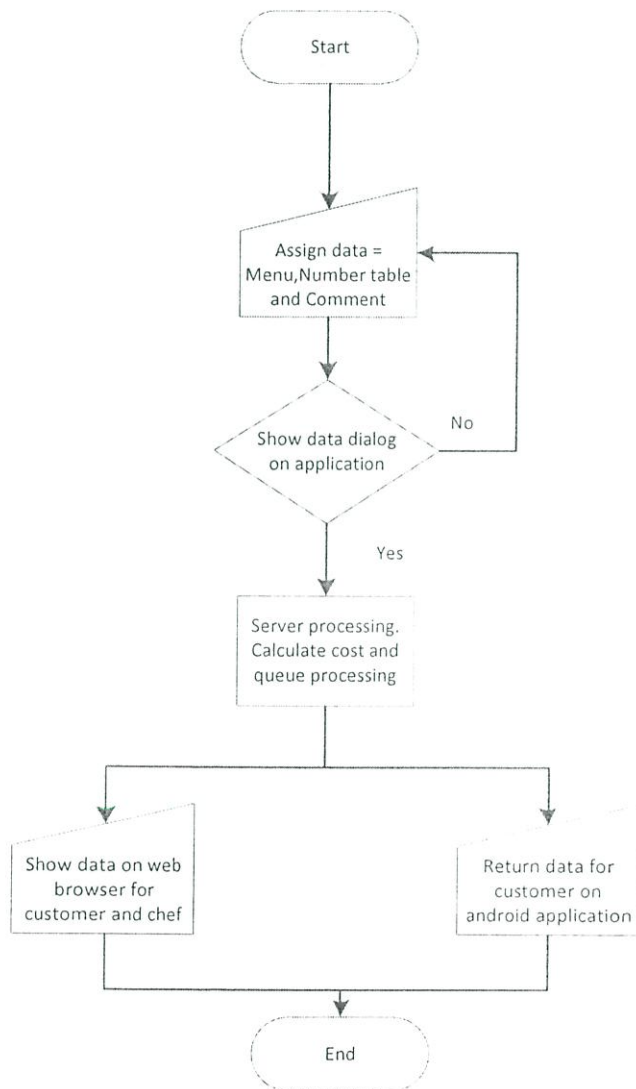 Start
Assign data =
Menu,Number table
and Comment
Show data dialog
on application
No
Yes
Server processing.
Calculate cost and
queue processing
Show data on web
browser for
customer and chef
Return data for
customer on
android application
End